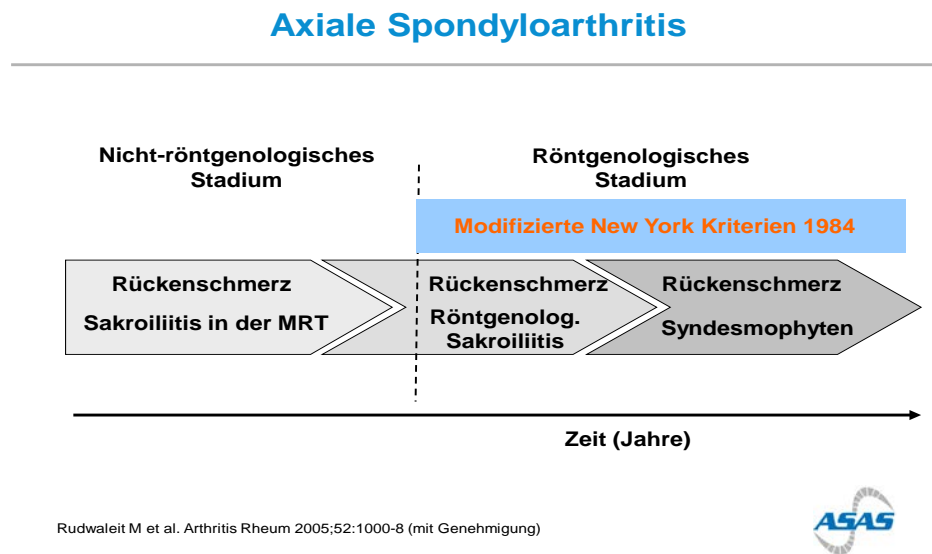 Axiale Spondyloarthritis
Nicht-röntgenologisches
Stadium
Röntgenologisches
Stadium
Modifizierte New York Kriterien 1984
Rückenschmerz
Sakroiliitis in der MRT
Rückenschmerz
Röntgenolog.
Sakroiliitis
Rückenschmerz
Syndesmophyten
Zeit (Jahre)
Rudwaleit M et al. Arthritis Rheum 2005;52:1000-8 (mit Genehmigung)
ASAS